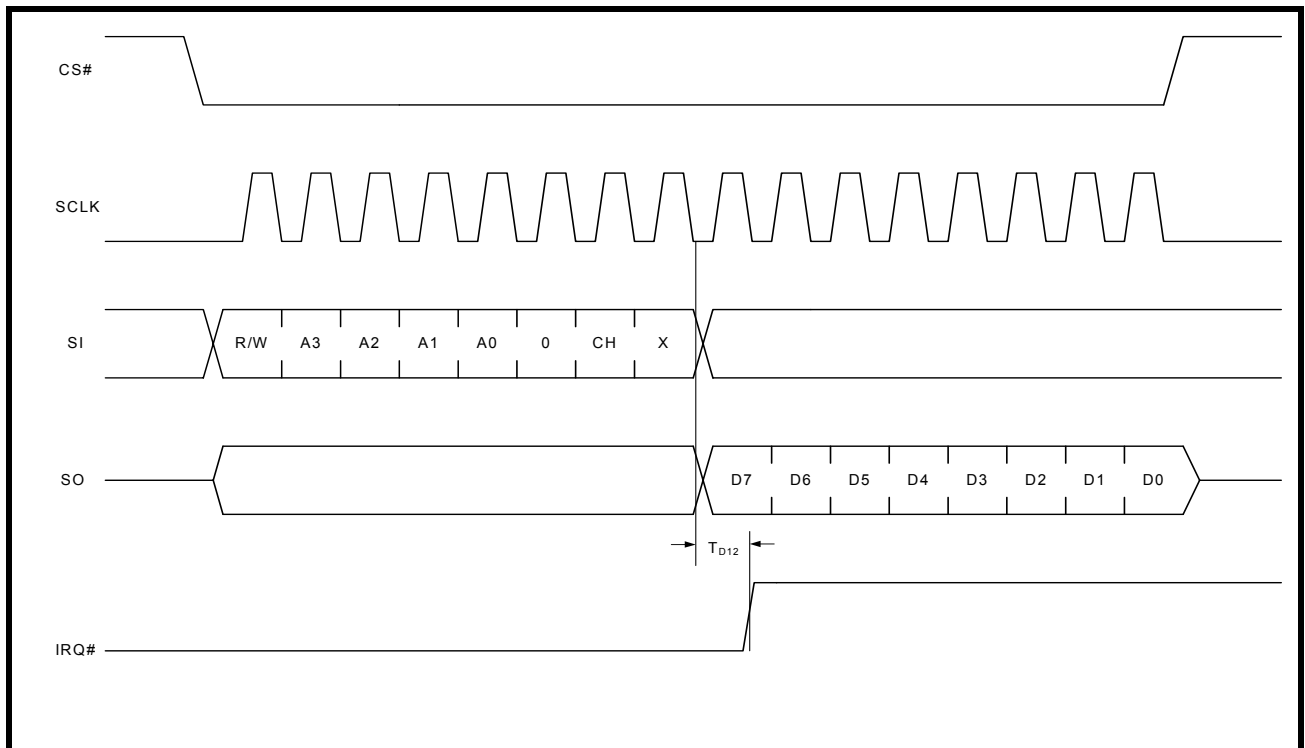 CS#
SCLK
SI
R/W A3 A2 A1 A0 0 CH X
SO
D7 D6 D5 D4 D3 D2 D1 D0
TD12
IRQ#